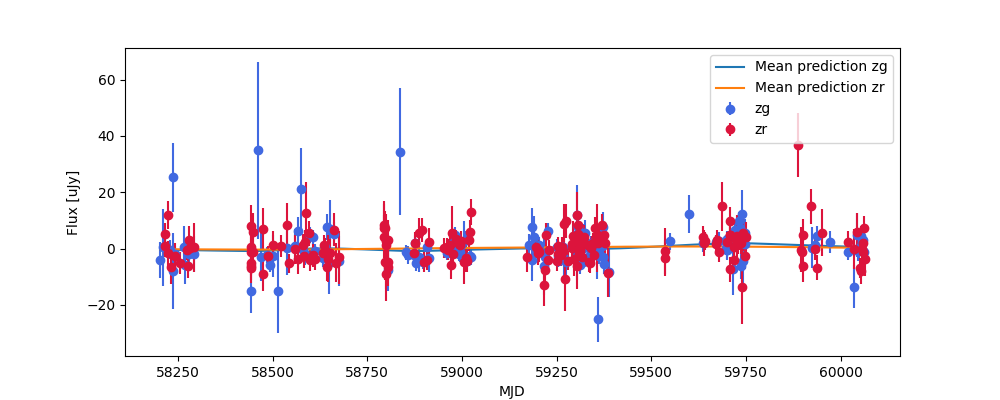 Mean prediction zg
Mean prediction zr
zg
zr
Flux [uJy]
60
40
20
0
−20
58250 58500 58750 59000 59250 59500 59750 60000
MJD